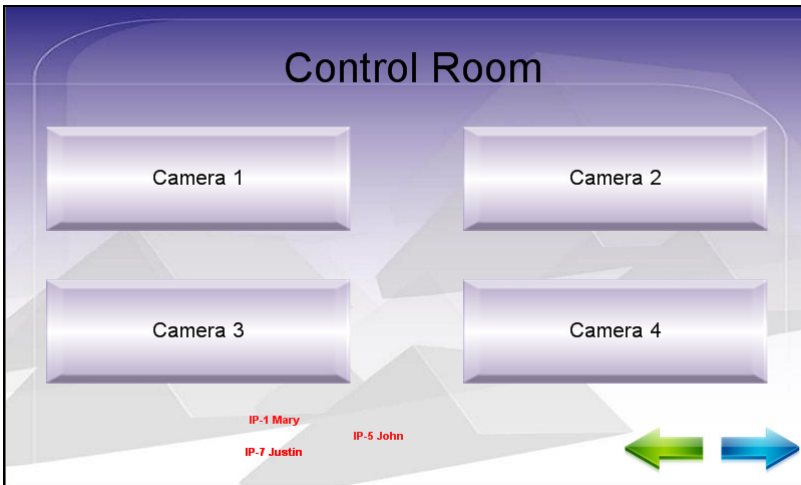 Control Room
Camera 1
Camera 2
Camera 3
Camera 4
IP-1 Mary
IP-5 John
IP-7 Justin